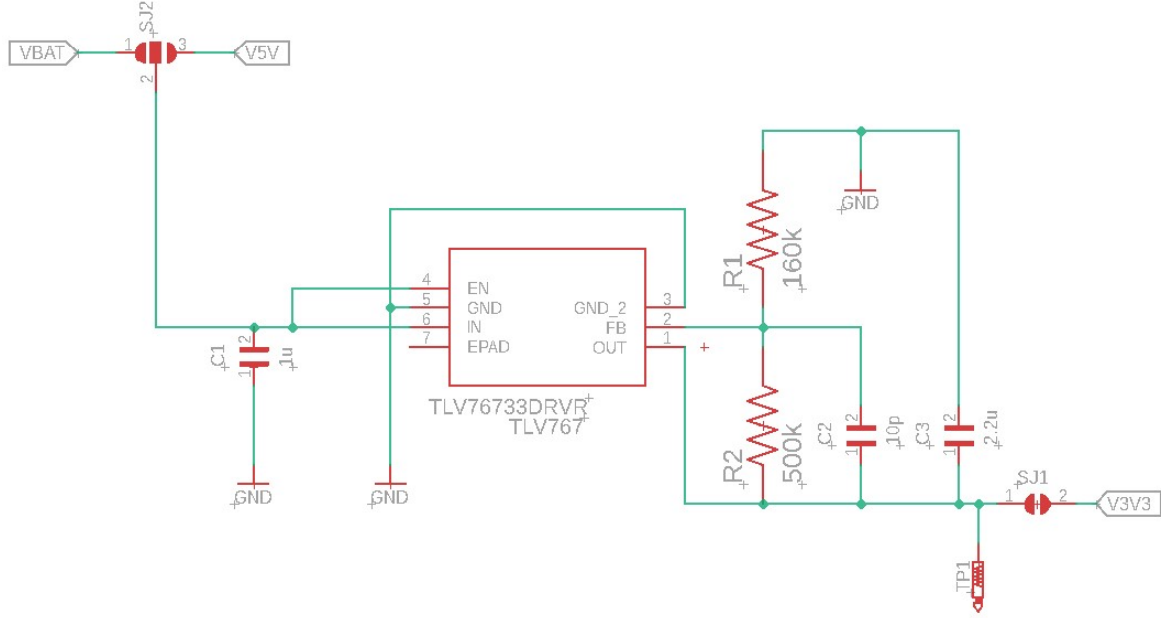 SJ2
VBAT
1
3
V5V
2
GND
R1
160k
4
EN
5
GND
GND_2
3
6
IN
FB
2
7
EPAD
OUT
1
C1
2
1
1u
TLV76733DRVR
TLV767
R2
500k
C2
2
1
10p
C3
2
1
2.2u
GND
GND
SJ1
1
2
V3V3
TP1